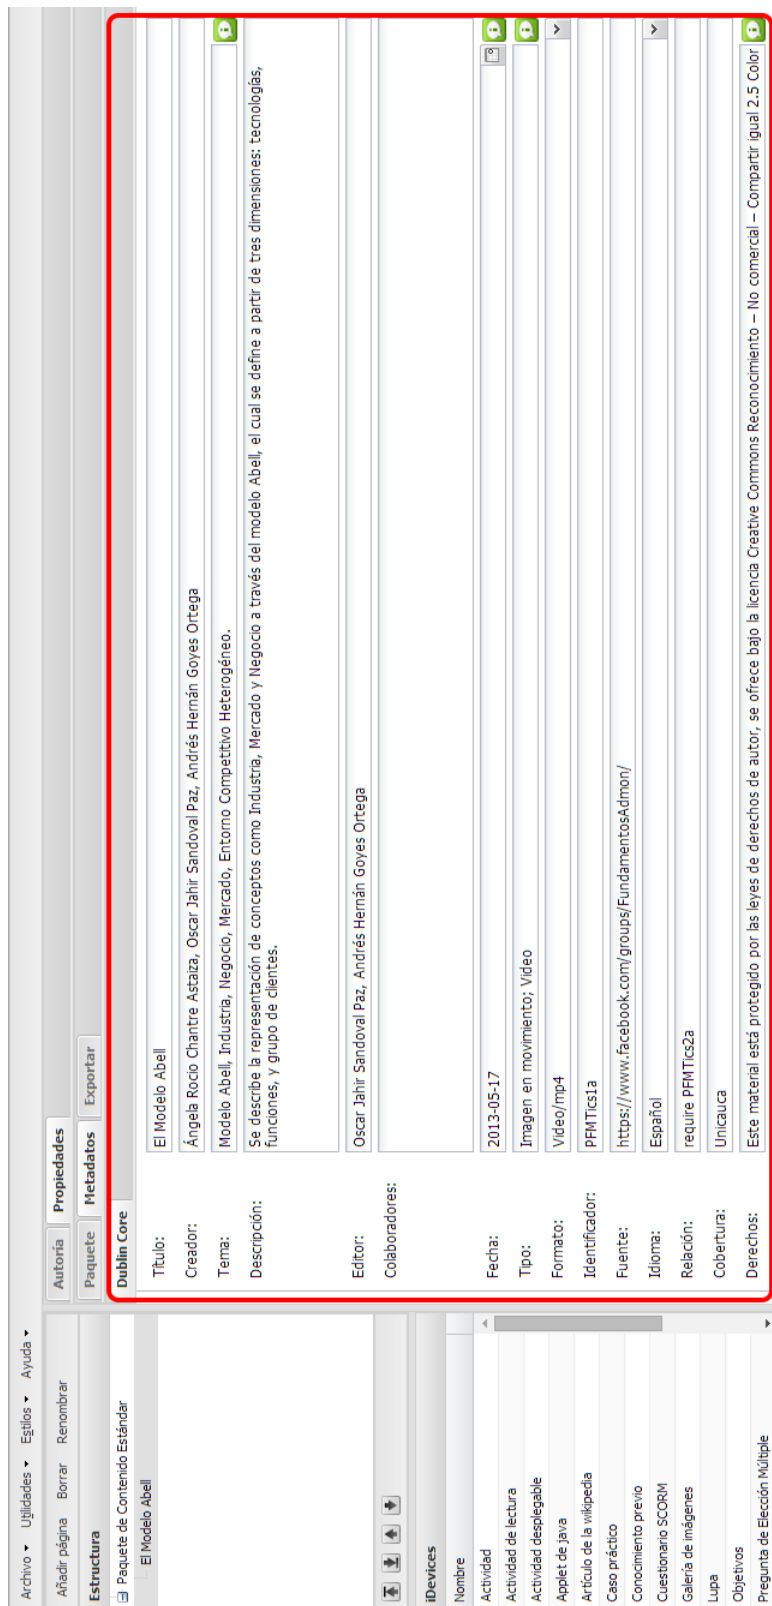 Archivo Utilidades Estilos Ayuda
Añadir página Borrar Renombrar
Estructura
Paquete de Contenido Estándar
El Modelo Abell
iDevices
Nombre
Actividad
Actividad de lectura
Actividad desplegable
Applet de java
Artículo de la wikipedia
Caso práctico
Conocimiento previo
Cuestionario SCORM
Galería de imágenes
Lupa
Objetivos
Pregunta de Elección Múltiple
Autoría Propiedades
Paquete Metadatos Exportar
Dublin Core
Título: El Modelo Abell
Creador: Ángela Rocio Chantre Astaiza, Oscar Jahir Sandoval Paz, Andrés Hernán Goyes Ortega
Tema: Modelo Abell, Industria, Negocio, Mercado, Entorno Competitivo Heterogéneo.
Descripción: Se describe la representación de conceptos como Industria, Mercado y Negocio a través del modelo Abell, el cual se define a partir de tres dimensiones: tecnologías,
funciones, y grupo de clientes.
Editor: Oscar Jahir Sandoval Paz, Andrés Hernán Goyes Ortega
Colaboradores:
Fecha: 2013-05-17
Tipo: Imagen en movimiento; Video
Formato: Video/mp4
Identificador: PFMTics1a
Fuente: https://www.facebook.com/groups/FundamentosAdmon/
Idioma: Español
Relación: require PFMTics2a
Cobertura: Unicauca
Derechos: Este material está protegido por las leyes de derechos de autor, se ofrece bajo la licencia Creative Commons Reconocimiento – No comercial – Compartir igual 2.5 Color